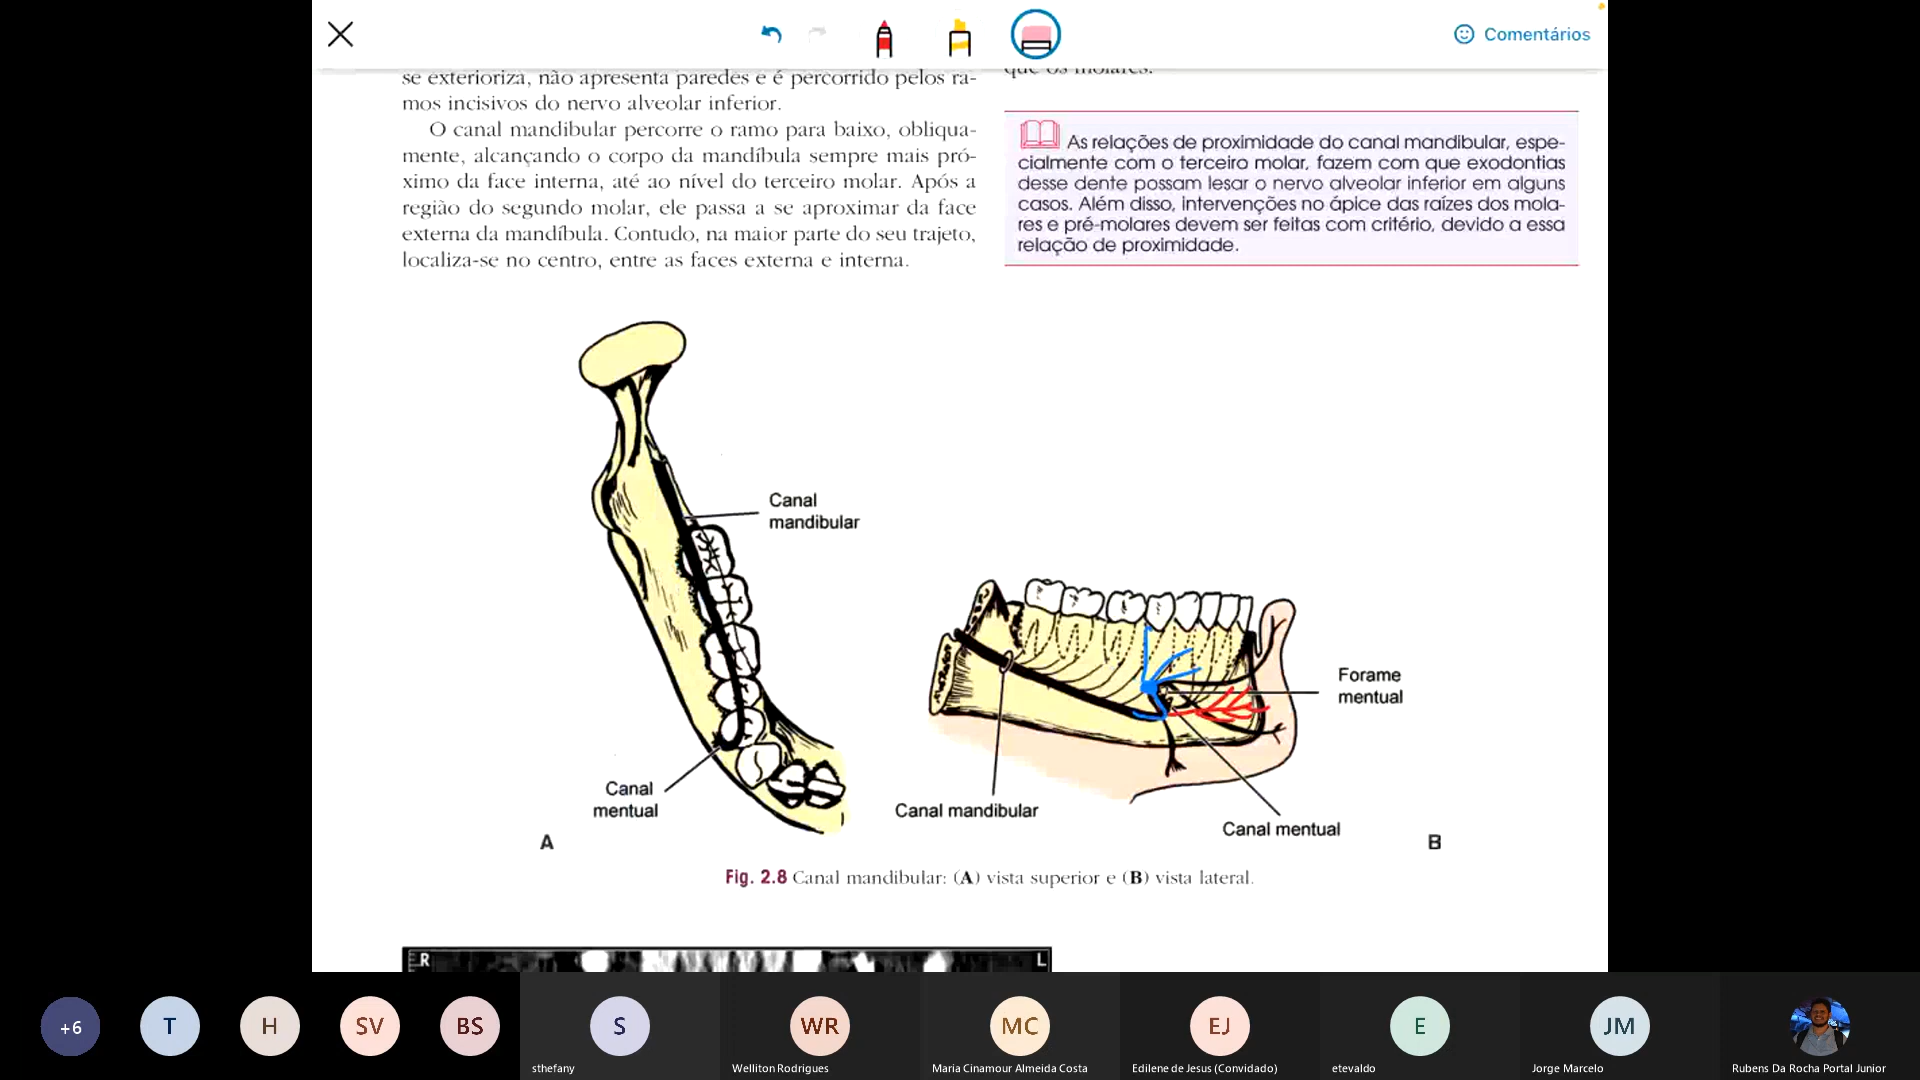 Comentários
se exterioriza, não apresenta paredes e é percorrido pelos ra-
mos incisivos do nervo alveolar inferior.
O canal mandibular percorre o ramo para baixo, obliqua-
mente, alcançando o corpo da mandíbula sempre mais pró-
ximo da face interna, até ao nível do terceiro molar. Após a
região do segundo molar, ele passa a se aproximar da face
externa da mandíbula. Contudo, na maior parte do seu trajeto,
localiza-se no centro, entre as faces externa e interna.
que os molares.
As relações de proximidade do canal mandibular, espe-
cialmente com o terceiro molar, fazem com que exodontias
desse dente possam lesar o nervo alveolar inferior em alguns
casos. Além disso, intervenções no ápice das raízes dos mola-
res e pré-molares devem ser feitas com critério, devido a essa
relação de proximidade.
Canal
mandibular
Canal
mentual
A
Forame
mentual
Canal mandibular
Canal mentual
B
Fig. 2.8 Canal mandibular: (A) vista superior e (B) vista lateral.
R
L
+6
T
H
SV
BS
S
sthefany
WR
Welliton Rodrigues
MC
Maria Cinamour Almeida Costa
EJ
Edilene de Jesus (Convidado)
E
etevaldo
JM
Jorge Marcelo
Rubens Da Rocha Portal Junior